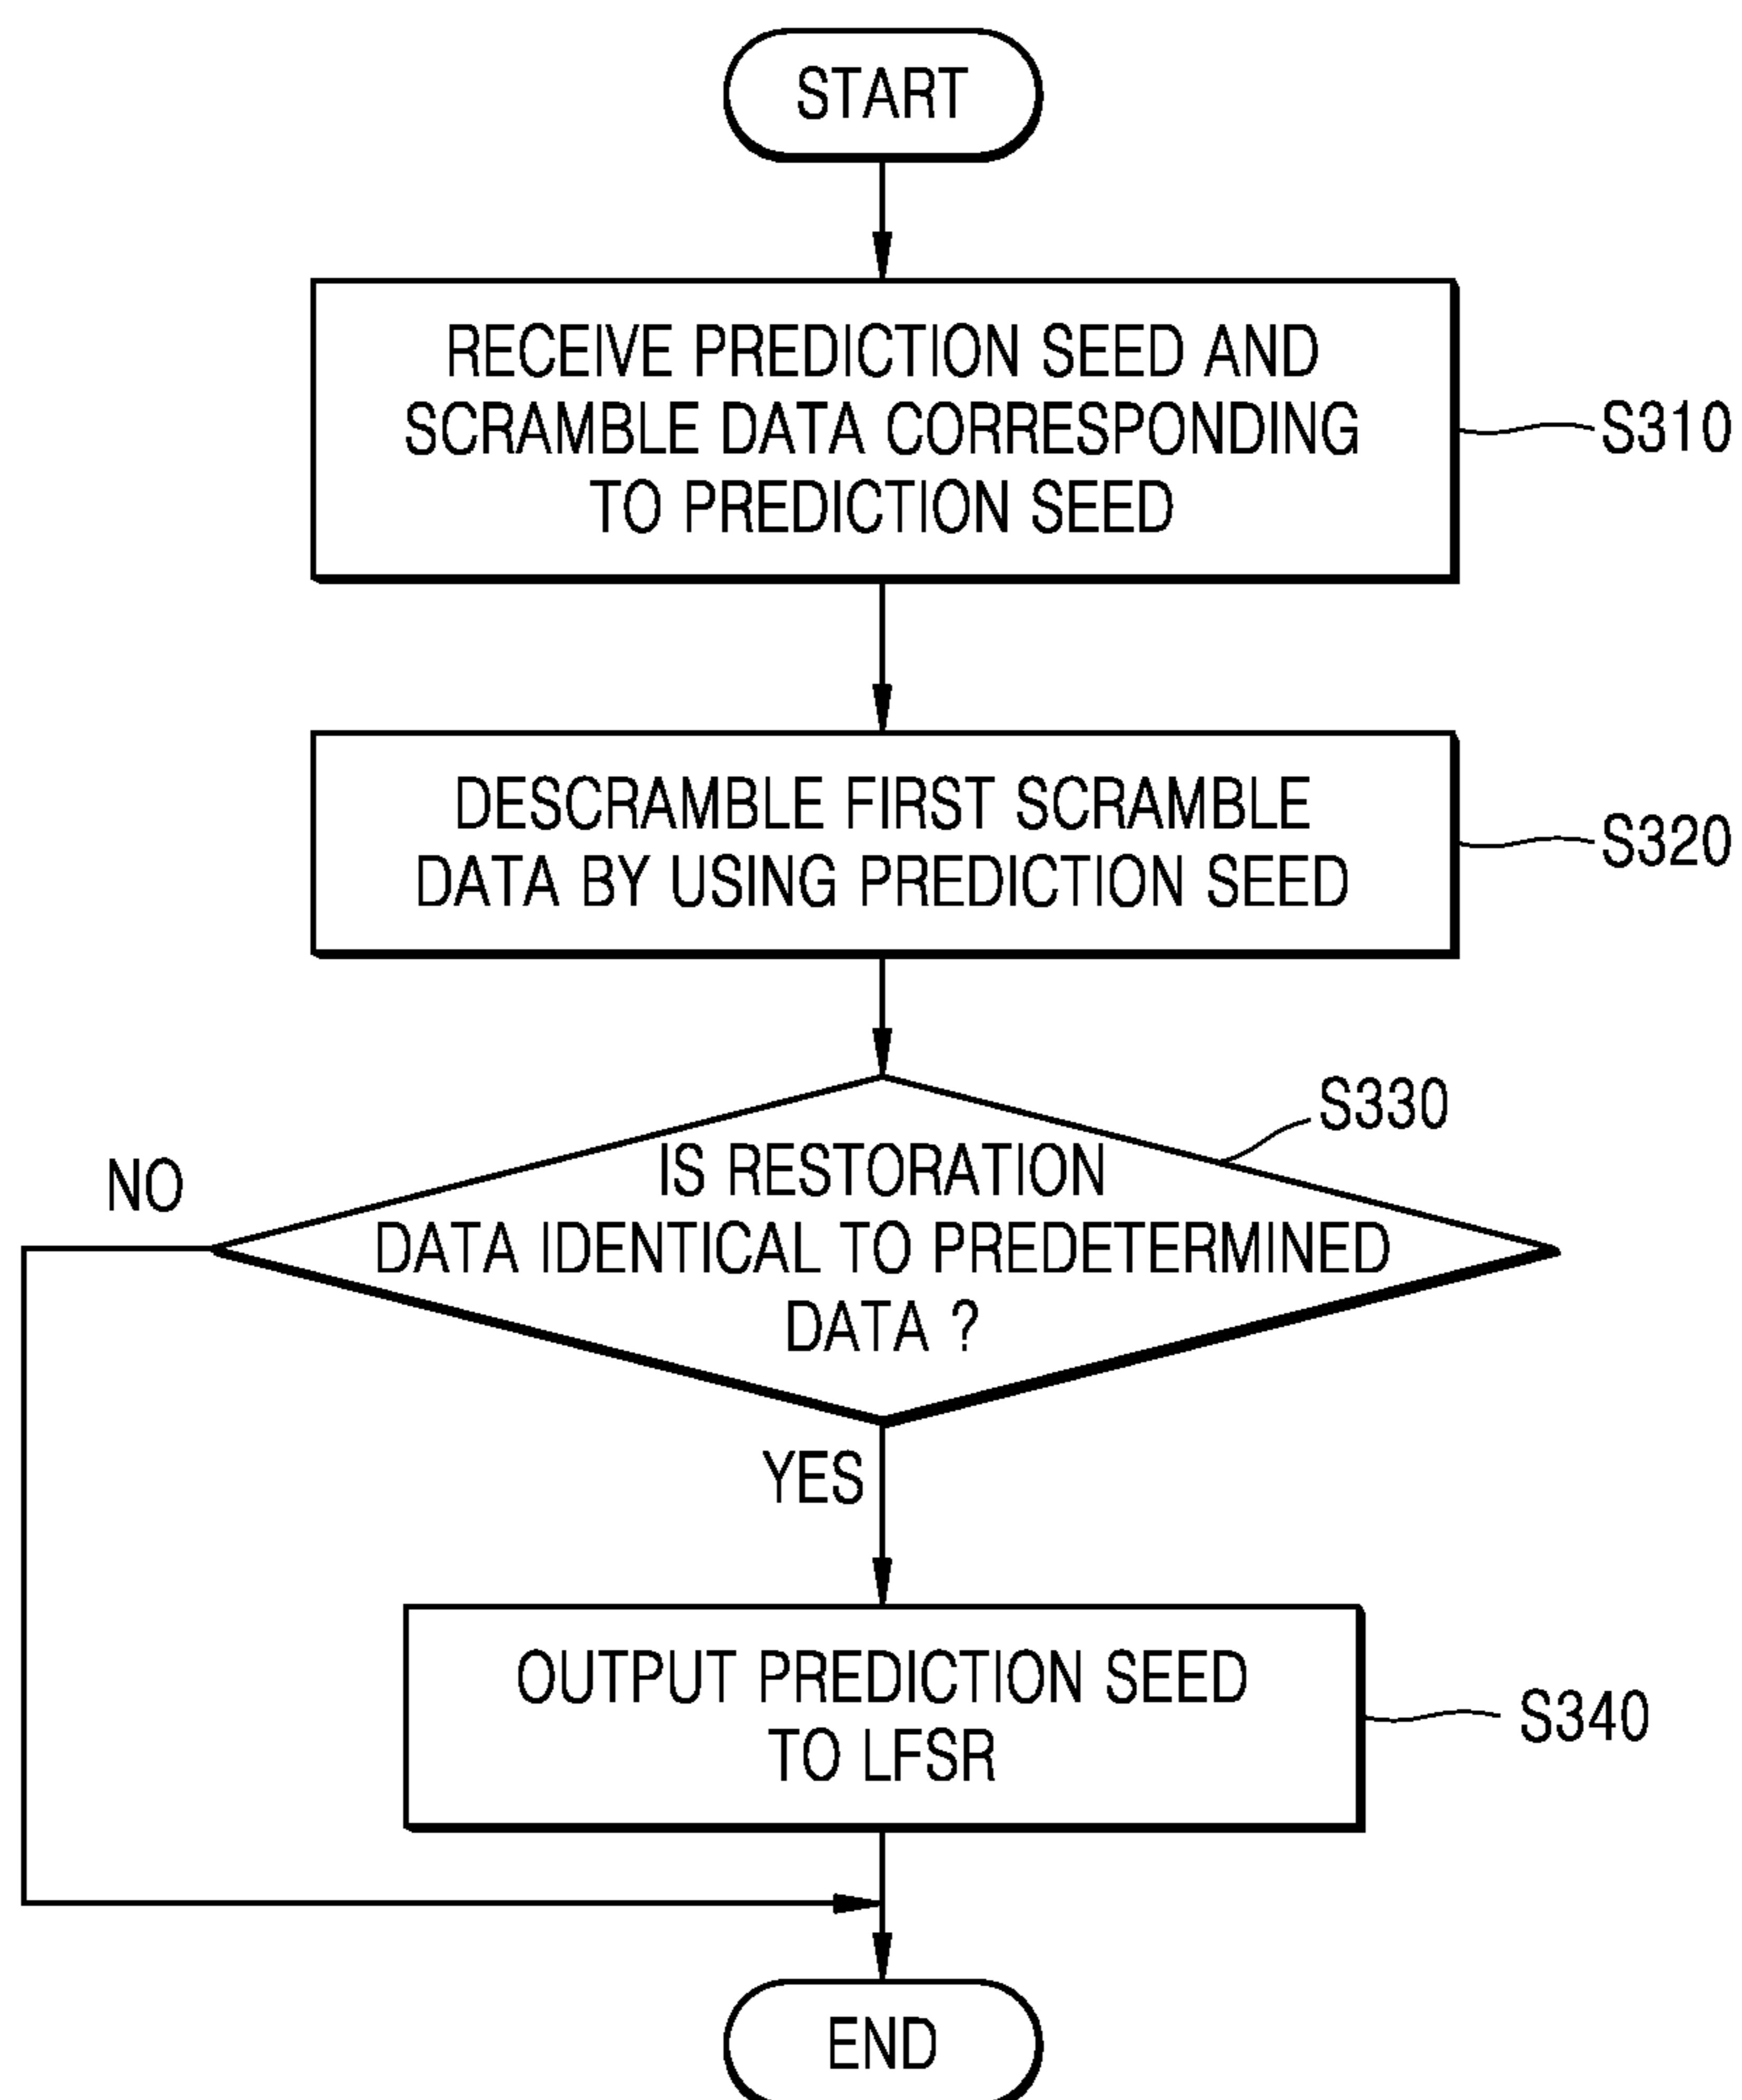 START
RECEIVE PREDICTION SEED AND
SCRAMBLE DATA CORRESPONDING
TO PREDICTION SEED
S310
DESCRAMBLE FIRST SCRAMBLE
DATA BY USING PREDICTION SEED
S320
S330
IS RESTORATION
DATA IDENTICAL TO PREDETERMINED
DATA ?
NO
YES
OUTPUT PREDICTION SEED
TO LFSR
S340
END